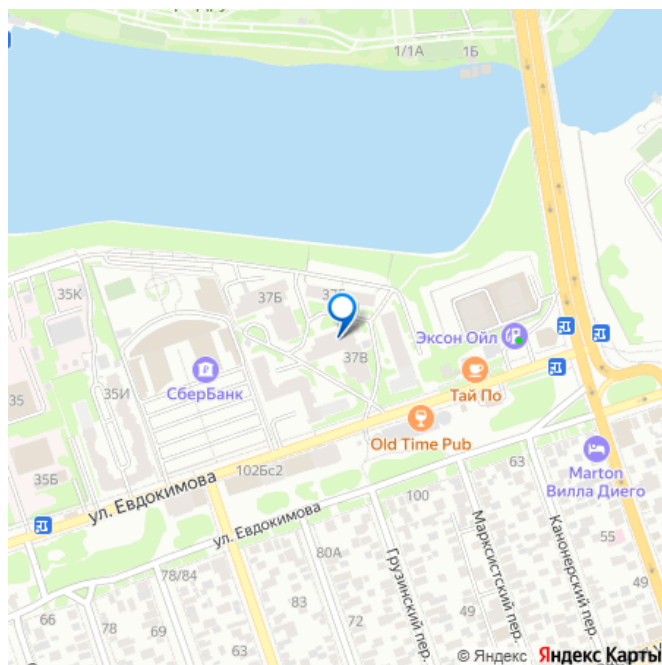 1/1А
1Б
35К
37Б
37В
Эксон Ойл
СберБанк
35
35И
Тай По
Old Time Pub
35Б
102Бс2
ул. Евдокимова
63
Marton
Вилла Диего
100
ул. Евдокимова
80А
55
78/84
Грузинский пер.
Марксистский пер.
Канонерский пер.
66
78
69
63
83
72
49
49
© Яндекс Яндекс Карты